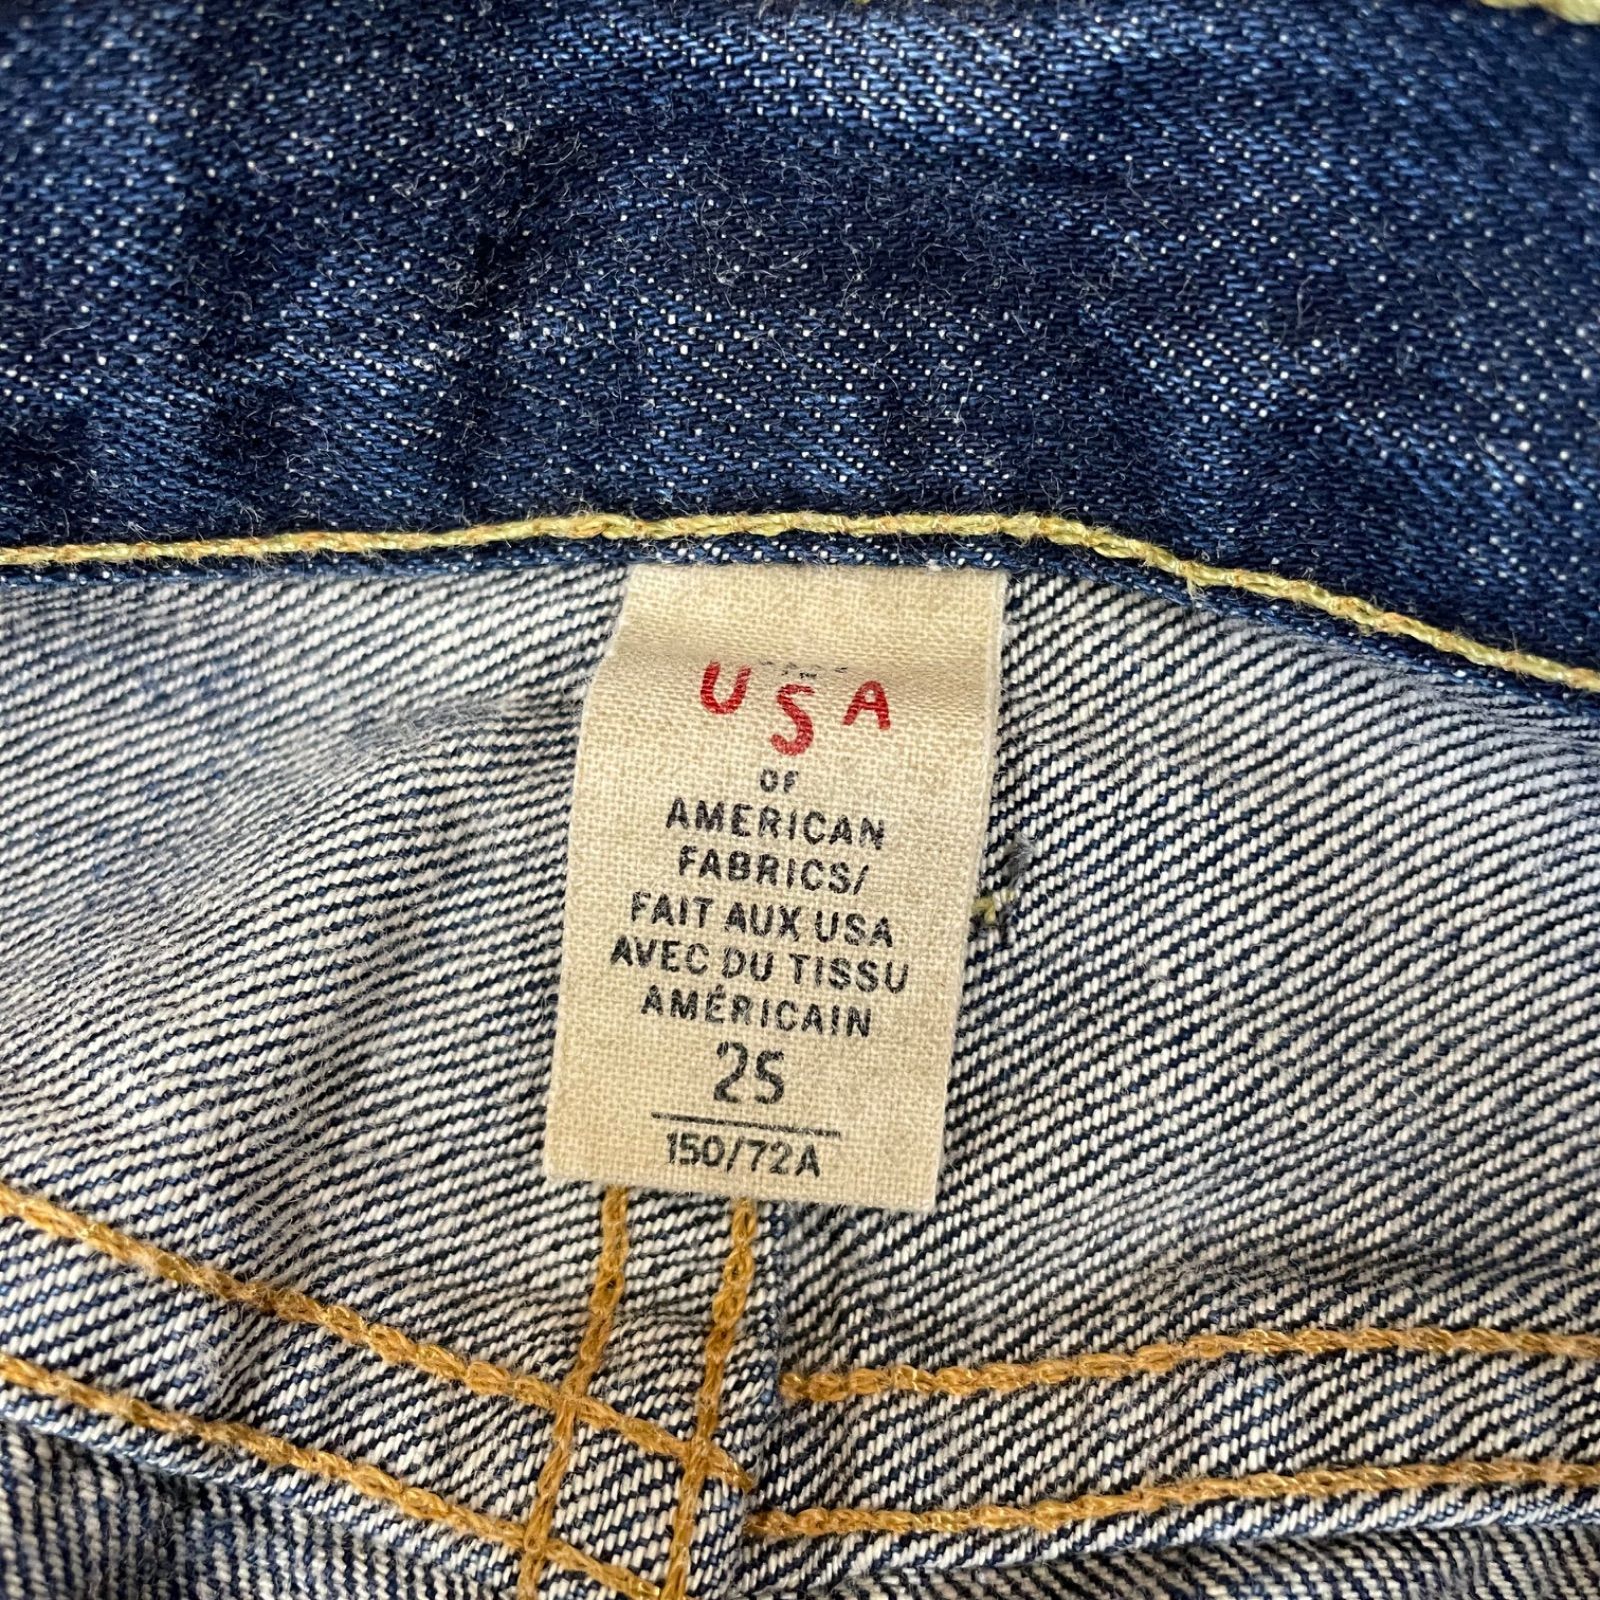 USA
OF
AMERICAN
FABRICS/
FAIT AUX USA
AVEC DU TISSU
AMÉRICAIN
25
150/72A